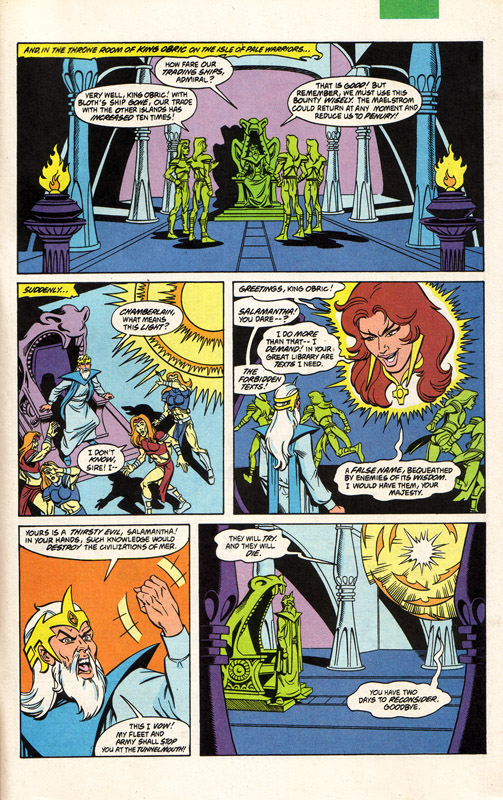 AND, IN THE THRONE ROOM OF KING OBRIC ON THE ISLE OF PALE WARRIORS...
HOW FARE OUR
TRADING SHIPS,
ADMIRAL?
VERY WELL, KING OBRIC! WITH
BLOTH'S SHIP GONE, OUR TRADE
WITH THE OTHER ISLANDS HAS
INCREASED TEN TIMES!
THAT IS GOOD! BUT
REMEMBER, WE MUST USE THIS
BOUNTY WISELY. THE MAELSTROM
COULD RETURN AT ANY MOMENT AND
REDUCE US TO PENURY!
SUDDENLY...
CHAMBERLAIN,
WHAT MEANS
THIS LIGHT?
I DON'T
KNOW,
SIRE! I--
GREETINGS, KING OBRIC!
SALAMANTHA!
YOU DARE--?
I DO MORE
THAN THAT--I
DEMAND! IN YOUR
GREAT LIBRARY ARE
TEXTS I NEED.
THE
FORBIDDEN
TEXTS!
A FALSE NAME, BEQUEATHED
BY ENEMIES OF ITS WISDOM.
I WOULD HAVE THEM, YOUR
MAJESTY.
YOURS IS A THIRSTY EVIL, SALAMANTHA!
IN YOUR HANDS, SUCH KNOWLEDGE WOULD
DESTROY THE CIVILIZATIONS OF MER.
THIS I VOW!
MY FLEET AND
ARMY SHALL STOP
YOU AT THE TUNNELMOUTH!
THEY WILL TRY.
AND THEY WILL
DIE.
YOU HAVE TWO
DAYS TO RECONSIDER.
GOODBYE.